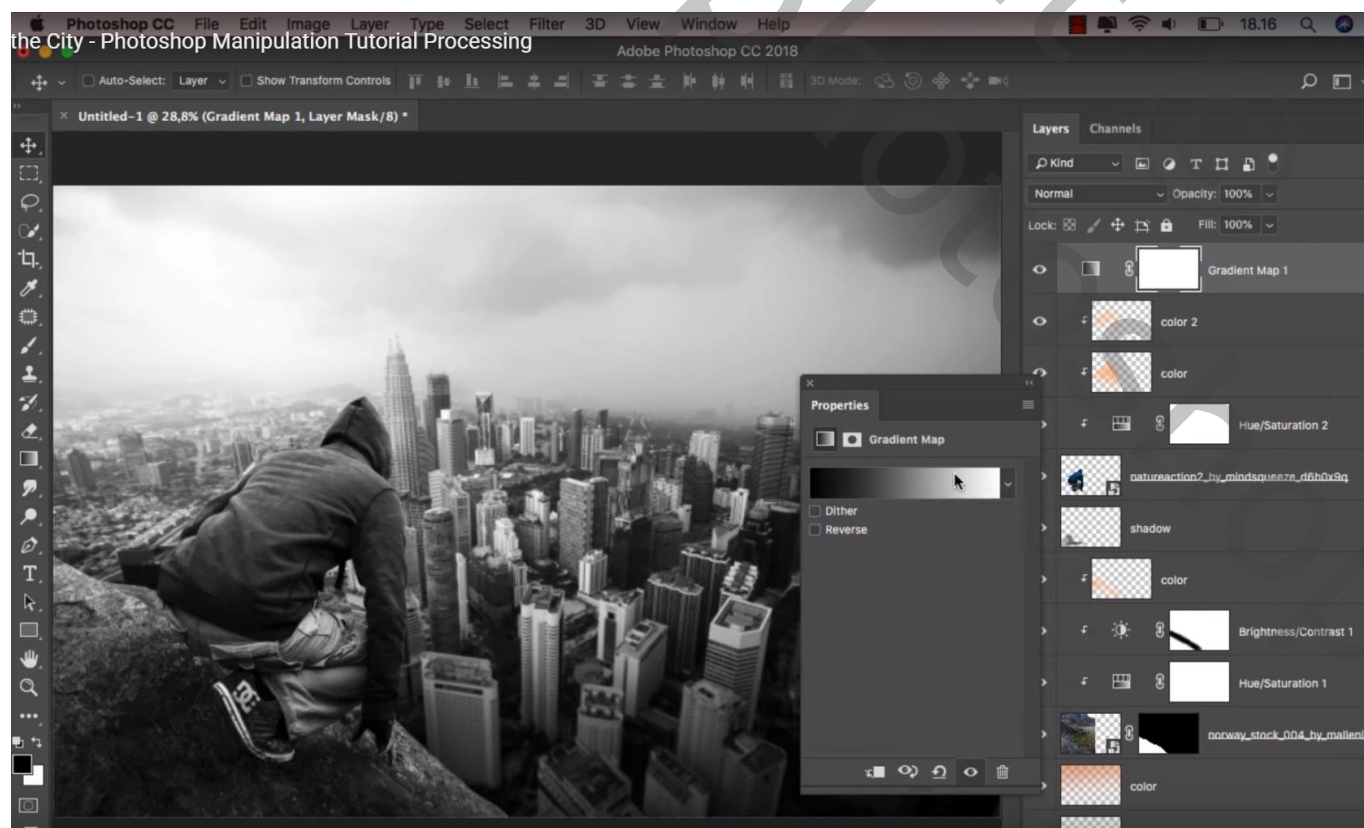 Photoshop CC File Edit Image Layer Type Select Filter 3D View Window Help 18.16
the City - Photoshop Manipulation Tutorial Processing
Adobe Photoshop CC 2018
Auto-Select: Layer Show Transform Controls 3D Mode:
× Untitled-1 @ 28,8% (Gradient Map 1, Layer Mask/8) *
Layers Channels
Kind
Normal Opacity: 100%
Lock: Fill: 100%
Gradient Map 1
color 2
color
Properties
Gradient Map
Hue/Saturation 2
natureaction2_by_mindsqueeze_d6h0x9q
Dither
Reverse
shadow
color
Brightness/Contrast 1
Hue/Saturation 1
DC
norway_stock_004_by_malleni
color